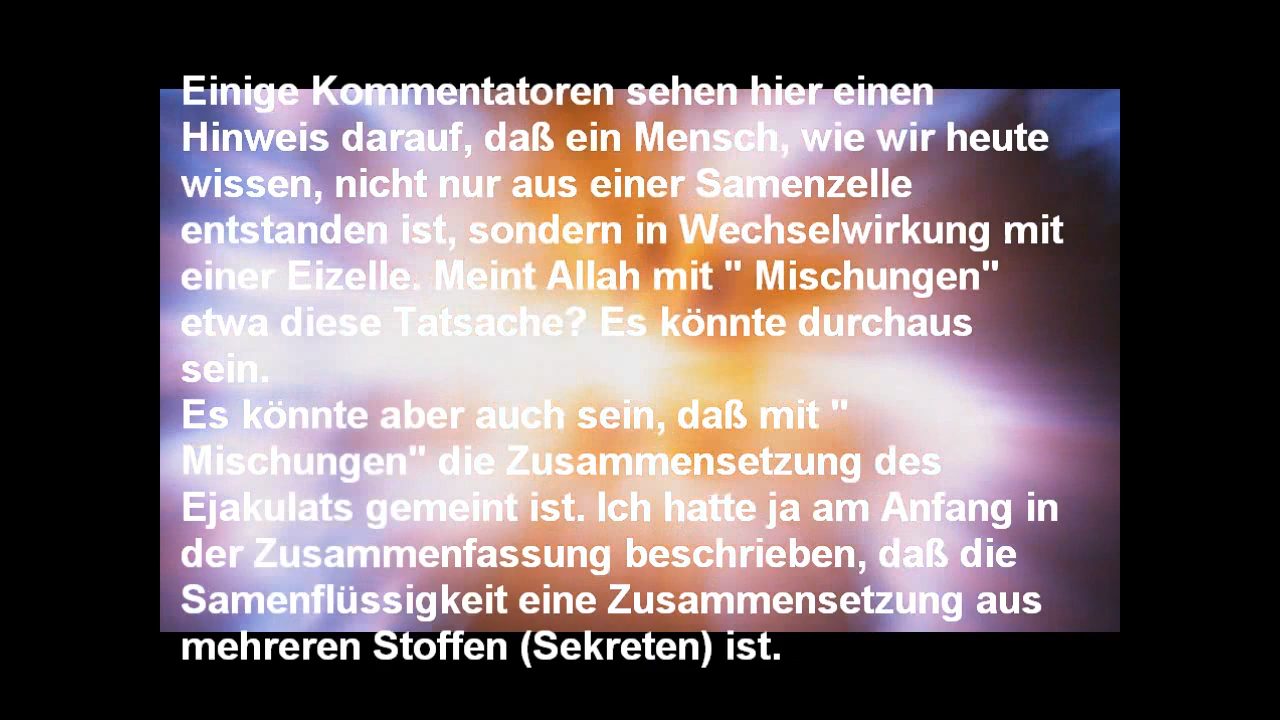 Einige Kommentatoren sehen hier einen
Hinweis darauf, daß ein Mensch, wie wir heute
wissen, nicht nur aus einer Samenzelle
entstanden ist, sondern in Wechselwirkung mit
einer Eizelle. Meint Allah mit " Mischungen"
etwa diese Tatsache? Es könnte durchaus
sein.
Es könnte aber auch sein, daß mit "
Mischungen" die Zusammensetzung des
Ejakulats gemeint ist. Ich hatte ja am Anfang in
der Zusammenfassung beschrieben, daß die
Samenflüssigkeit eine Zusammensetzung aus
mehreren Stoffen (Sekreten) ist.